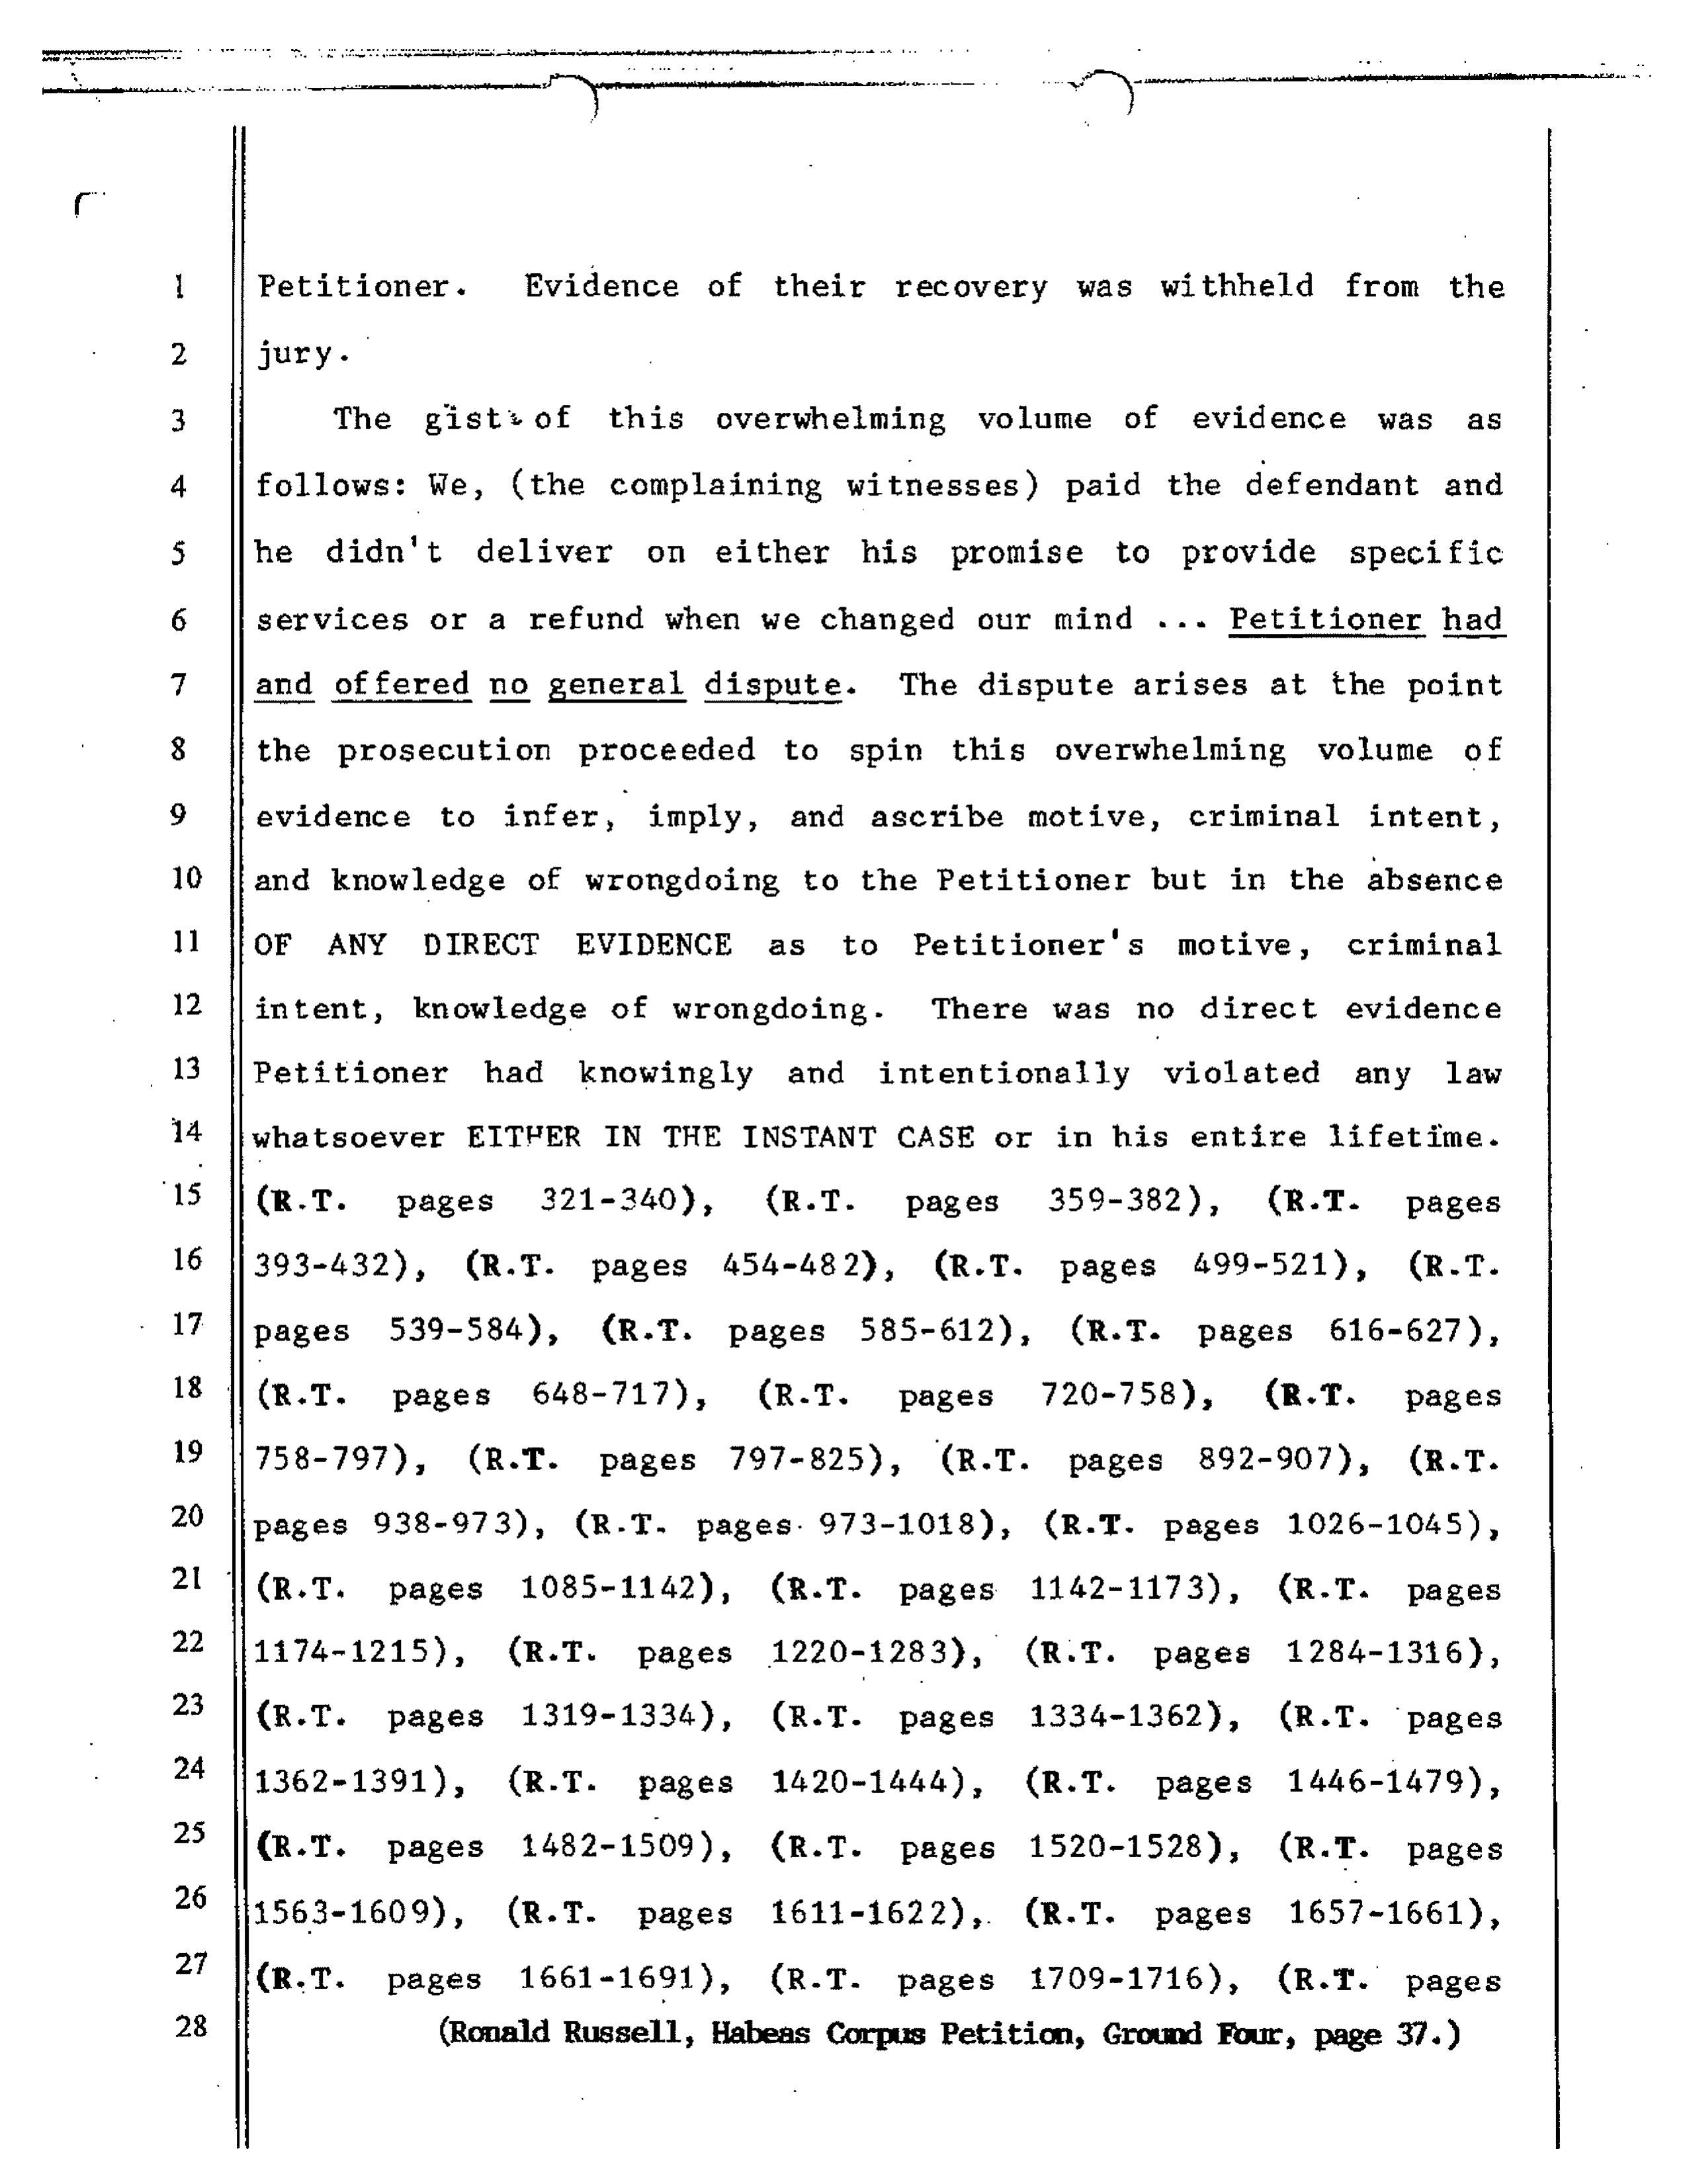 1 Petitioner. Evidence of their recovery was withheld from the
2 jury.
3 The gist of this overwhelming volume of evidence was as
4 follows: We, (the complaining witnesses) paid the defendant and
5 he didn't deliver on either his promise to provide specific
6 services or a refund when we changed our mind ... Petitioner had
7 and offered no general dispute. The dispute arises at the point
8 the prosecution proceeded to spin this overwhelming volume of
9 evidence to infer, imply, and ascribe motive, criminal intent,
10 and knowledge of wrongdoing to the Petitioner but in the absence
11 OF ANY DIRECT EVIDENCE as to Petitioner's motive, criminal
12 intent, knowledge of wrongdoing. There was no direct evidence
13 Petitioner had knowingly and intentionally violated any law
14 whatsoever EITHER IN THE INSTANT CASE or in his entire lifetime.
15 (R.T. pages 321-340), (R.T. pages 359-382), (R.T. pages
16 393-432), (R.T. pages 454-482), (R.T. pages 499-521), (R.T.
17 pages 539-584), (R.T. pages 585-612), (R.T. pages 616-627),
18 (R.T. pages 648-717), (R.T. pages 720-758), (R.T. pages
19 758-797), (R.T. pages 797-825), (R.T. pages 892-907), (R.T.
20 pages 938-973), (R.T. pages 973-1018), (R.T. pages 1026-1045),
21 (R.T. pages 1085-1142), (R.T. pages 1142-1173), (R.T. pages
22 1174-1215), (R.T. pages 1220-1283), (R.T. pages 1284-1316),
23 (R.T. pages 1319-1334), (R.T. pages 1334-1362), (R.T. pages
24 1362-1391), (R.T. pages 1420-1444), (R.T. pages 1446-1479),
25 (R.T. pages 1482-1509), (R.T. pages 1520-1528), (R.T. pages
26 1563-1609), (R.T. pages 1611-1622), (R.T. pages 1657-1661),
27 (R.T. pages 1661-1691), (R.T. pages 1709-1716), (R.T. pages
28 (Ronald Russell, Habeas Corpus Petition, Ground Four, page 37.)